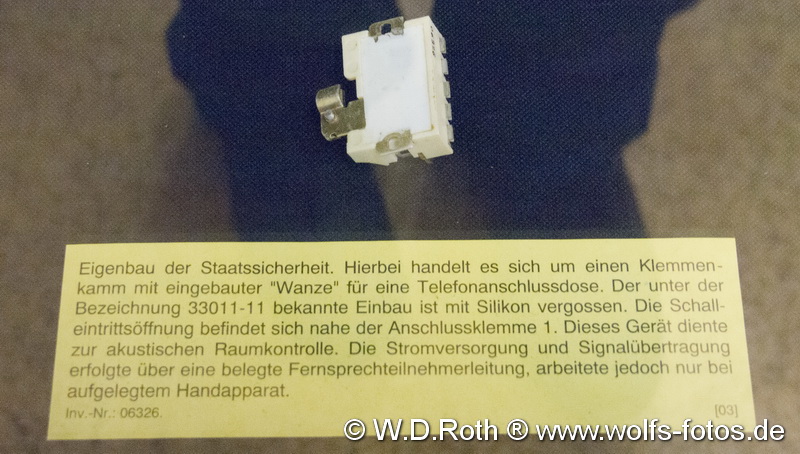 Eigenbau der Staatssicherheit. Hierbei handelt es sich um einen Klemmen-
kamm mit eingebauter "Wanze" für eine Telefonanschlussdose. Der unter der
Bezeichnung 33011-11 bekannte Einbau ist mit Silikon vergossen. Die Schall-
eintrittsöffnung befindet sich nahe der Anschlussklemme 1. Dieses Gerät diente
zur akustischen Raumkontrolle. Die Stromversorgung und Signalübertragung
erfolgte über eine belegte Fernsprechteilnehmerleitung, arbeitete jedoch nur bei
aufgelegtem Handapparat.
Inv.-Nr.: 06326. [03]
© W.D.Roth ® www.wolfs-fotos.de